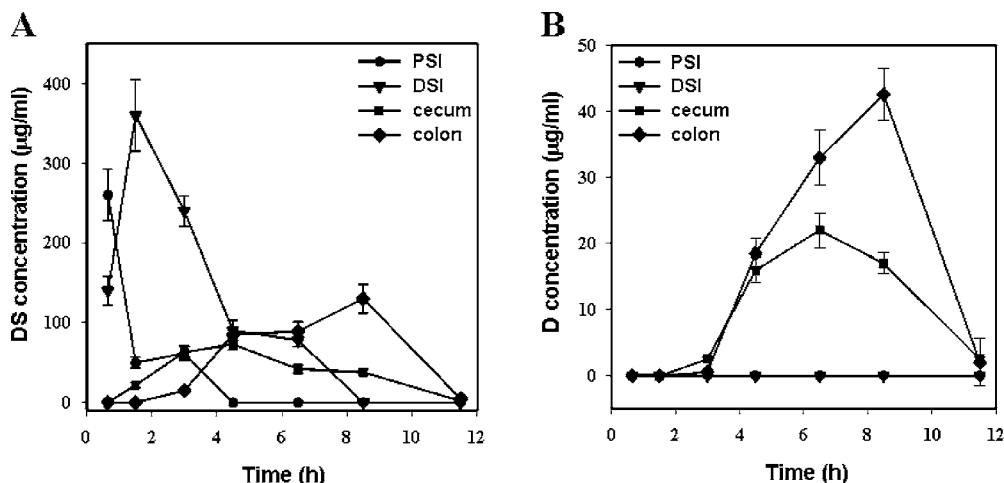 A
DS concentration (µg/ml)
400
300
200
100
0
0 2 4 6 8 10 12
Time (h)
PSI
DSI
cecum
colon
B
D concentration (µg/ml)
50
40
30
20
10
0
0 2 4 6 8 10 12
Time (h)
PSI
DSI
cecum
colon